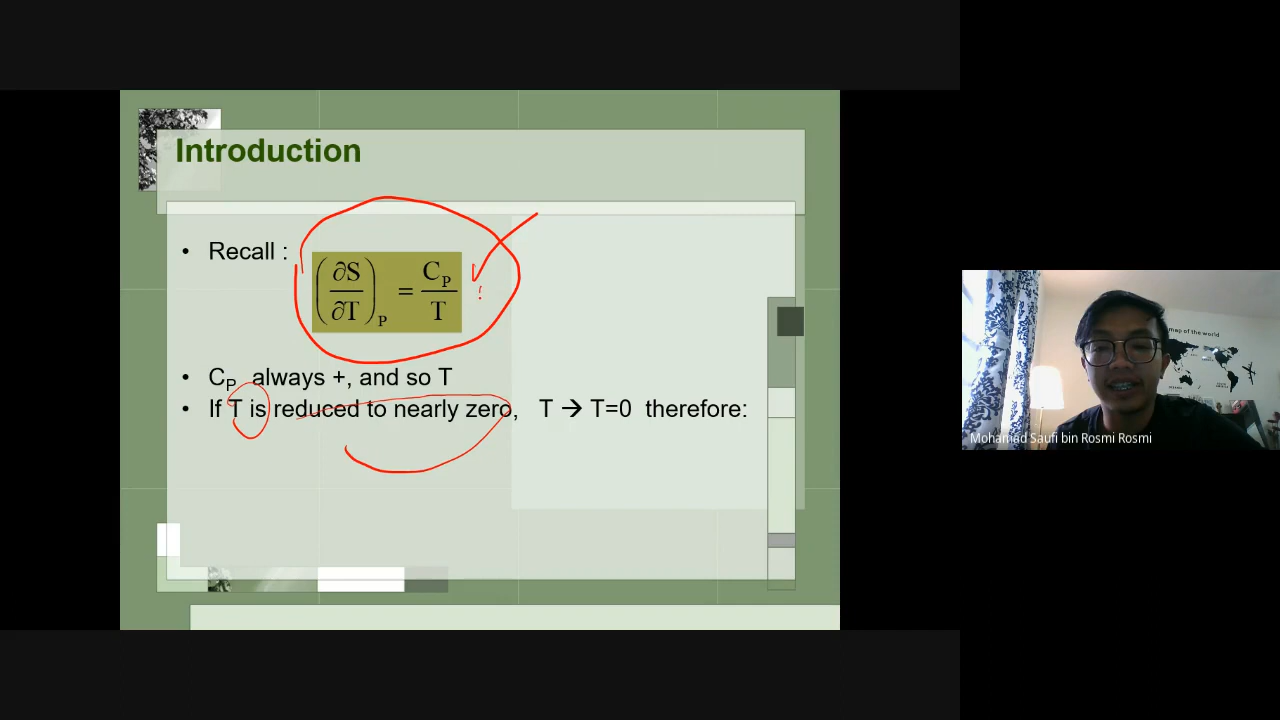 Introduction
• Recall :
(∂S/∂T)P = CP/T
• CP always +, and so T
• If T is reduced to nearly zero, T → T=0 therefore:
map of the world
Mohamad Saufi bin Rosmi Rosmi